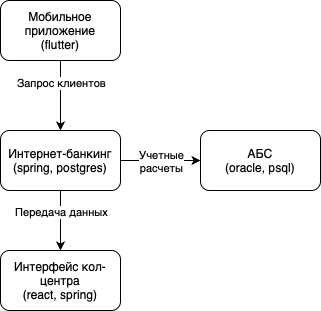 Мобильное
приложение
(flutter)
Запрос клиентов
Интернет-банкинг
(spring, postgres)
Учетные
расчеты
АБС
(oracle, psql)
Передача данных
Интерфейс кол-
центра
(react, spring)